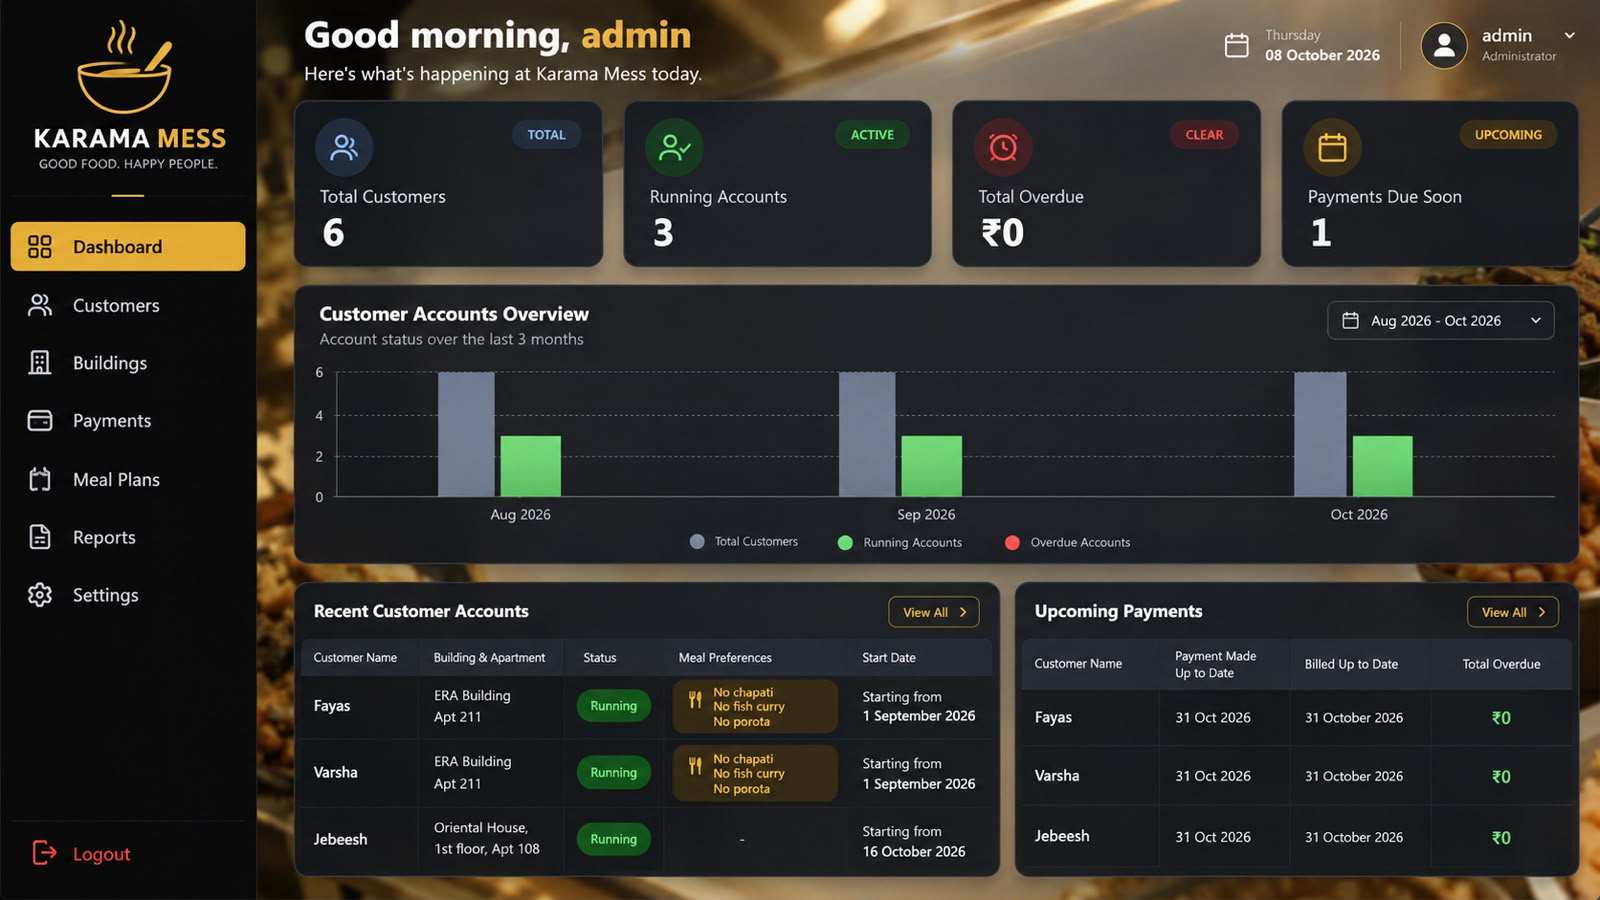 KARAMA MESS
GOOD FOOD. HAPPY PEOPLE.
Dashboard
Customers
Buildings
Payments
Meal Plans
Reports
Settings
Logout
Good morning, admin
Here's what's happening at Karama Mess today.
Thursday
08 October 2026
admin
Administrator
TOTAL
Total Customers
6
ACTIVE
Running Accounts
3
CLEAR
Total Overdue
₹0
UPCOMING
Payments Due Soon
1
Customer Accounts Overview
Account status over the last 3 months
Aug 2026 - Oct 2026
6
4
2
0
Aug 2026
Sep 2026
Oct 2026
Total Customers
Running Accounts
Overdue Accounts
Recent Customer Accounts
View All
Customer Name
Building & Apartment
Status
Meal Preferences
Start Date
Fayas
ERA Building
Apt 211
Running
No chapati
No fish curry
No porota
Starting from
1 September 2026
Varsha
ERA Building
Apt 211
Running
No chapati
No fish curry
No porota
Starting from
1 September 2026
Jebeesh
Oriental House,
1st floor, Apt 108
Running
-
Starting from
16 October 2026
Upcoming Payments
View All
Customer Name
Payment Made
Up to Date
Billed Up to Date
Total Overdue
Fayas
31 Oct 2026
31 October 2026
₹0
Varsha
31 Oct 2026
31 October 2026
₹0
Jebeesh
31 Oct 2026
31 October 2026
₹0